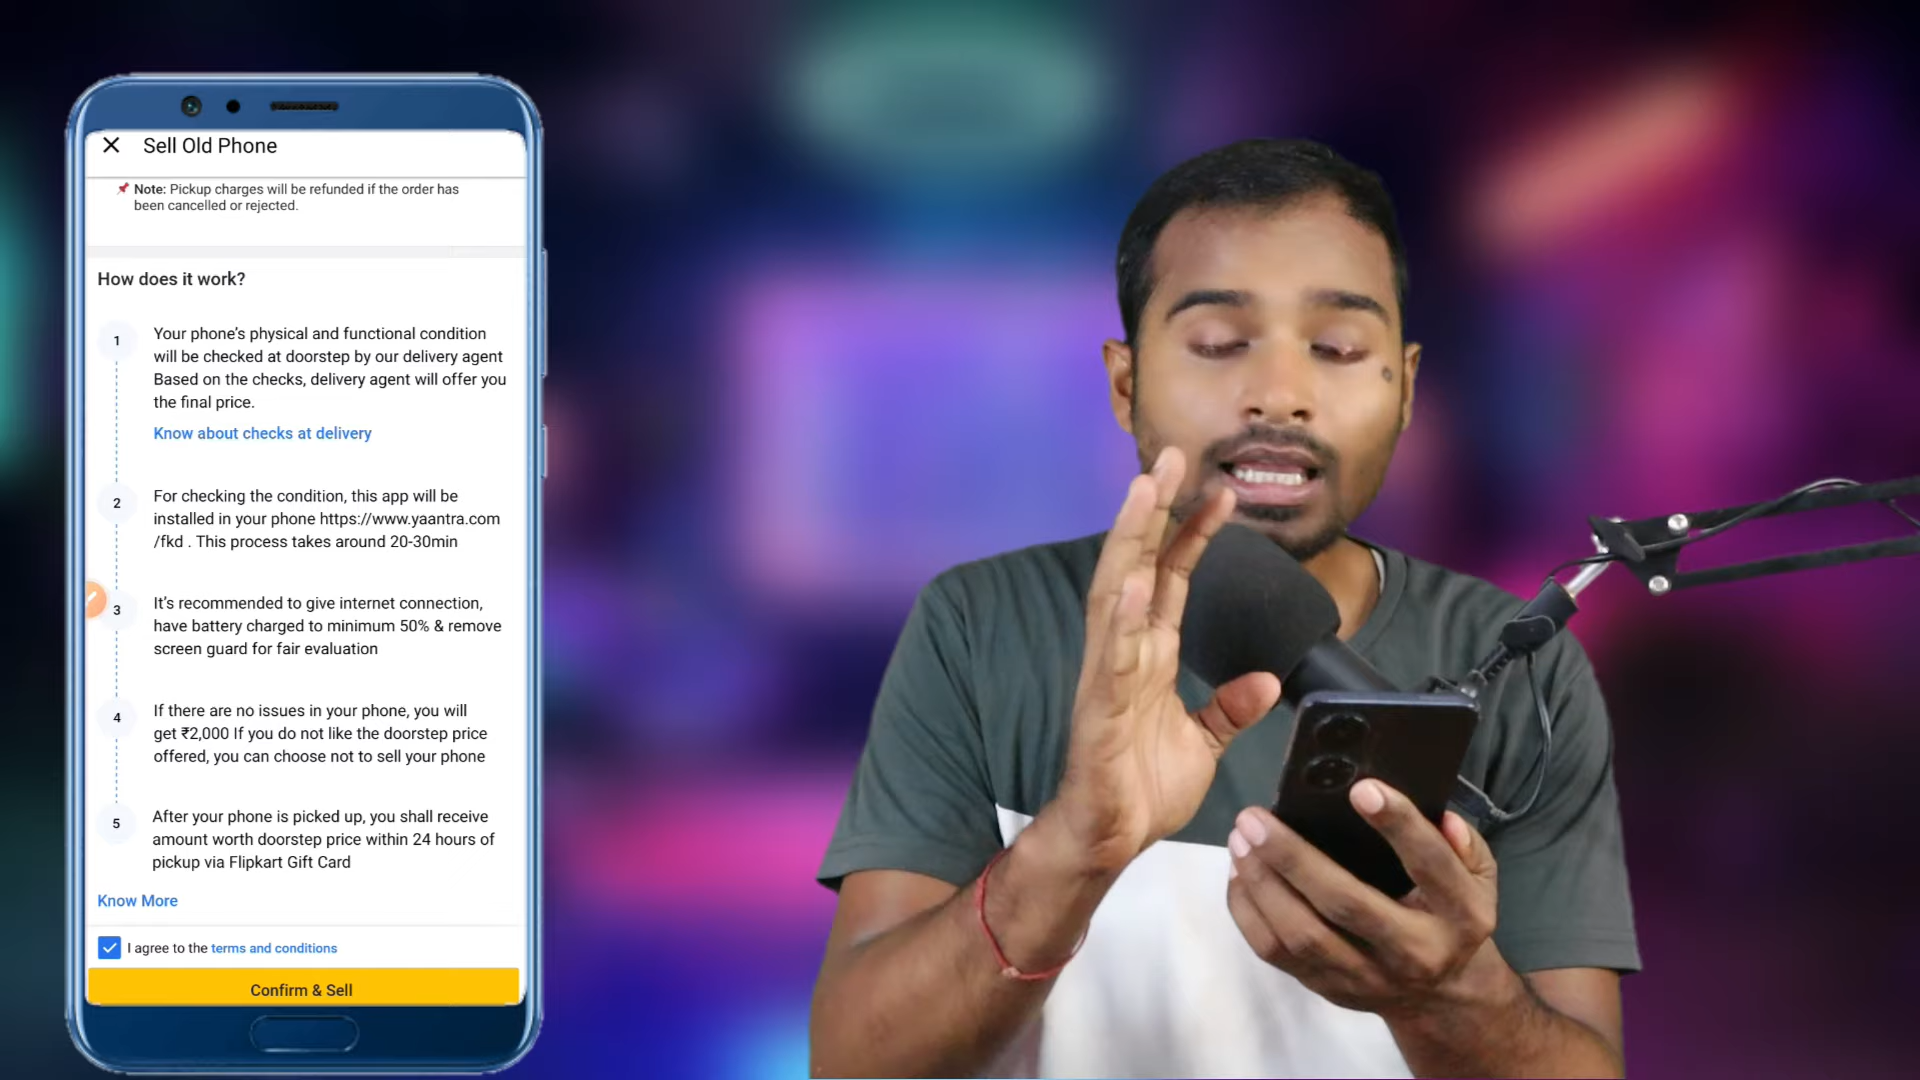 Sell Old Phone
Note: Pickup charges will be refunded if the order has
been cancelled or rejected.
How does it work?
1
Your phone's physical and functional condition
will be checked at doorstep by our delivery agent
Based on the checks, delivery agent will offer you
the final price.
Know about checks at delivery
2
For checking the condition, this app will be
installed in your phone https://www.yaantra.com
/fkd . This process takes around 20-30min
3
It's recommended to give internet connection,
have battery charged to minimum 50% & remove
screen guard for fair evaluation
4
If there are no issues in your phone, you will
get ₹2,000 If you do not like the doorstep price
offered, you can choose not to sell your phone
5
After your phone is picked up, you shall receive
amount worth doorstep price within 24 hours of
pickup via Flipkart Gift Card
Know More
I agree to the terms and conditions
Confirm & Sell